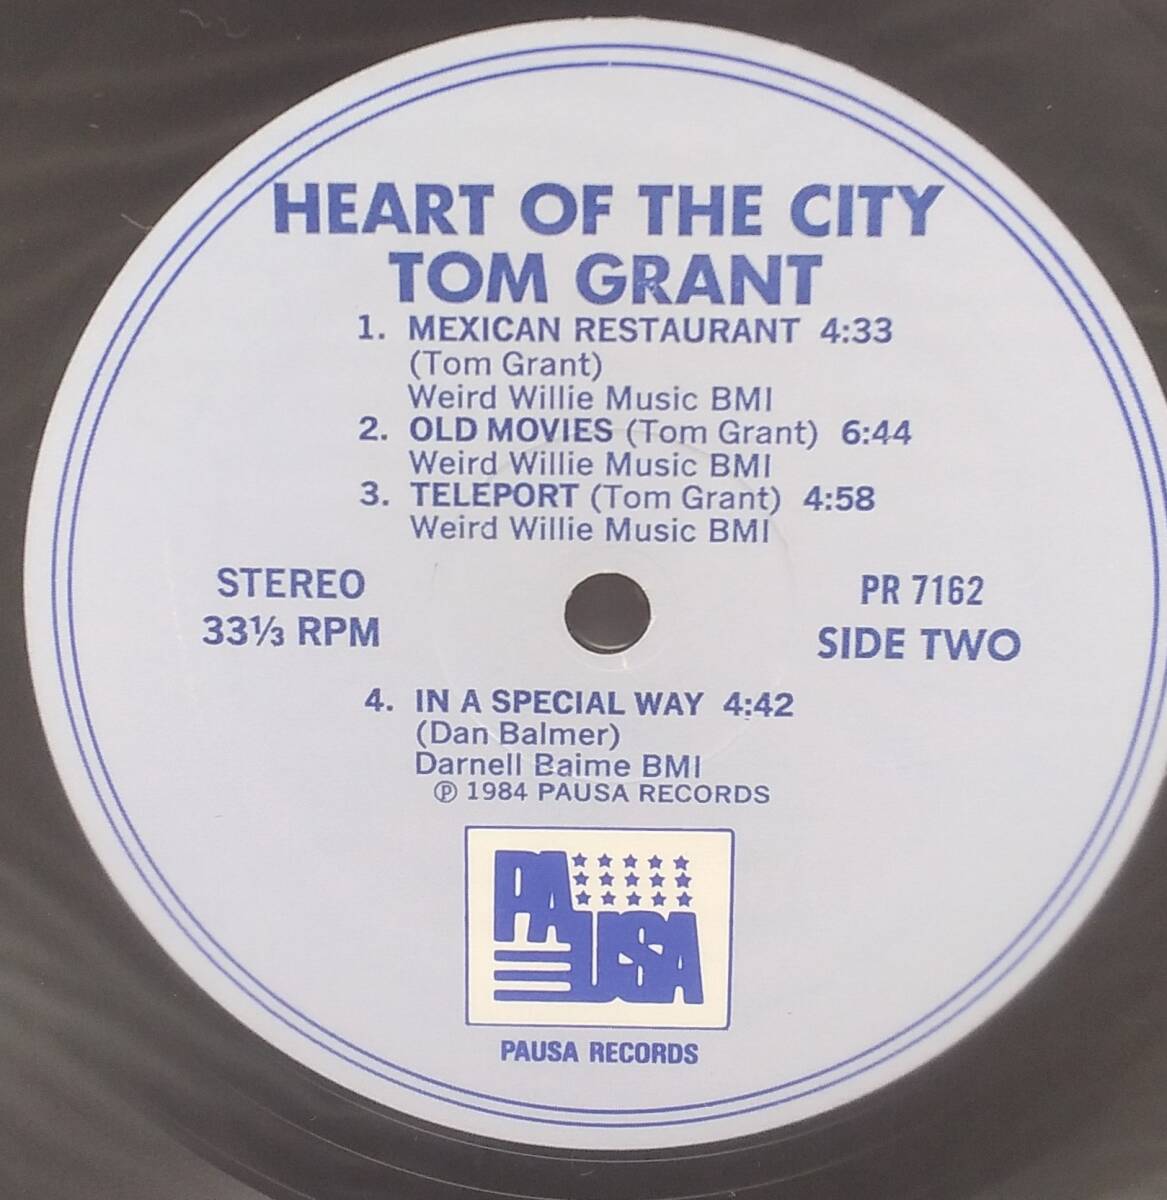 HEART OF THE CITY
TOM GRANT
1. MEXICAN RESTAURANT 4:33
(Tom Grant)
Weird Willie Music BMI
2. OLD MOVIES (Tom Grant) 6:44
Weird Willie Music BMI
3. TELEPORT (Tom Grant) 4:58
Weird Willie Music BMI
STEREO
33⅓ RPM
PR 7162
SIDE TWO
4. IN A SPECIAL WAY 4:42
(Dan Balmer)
Darnell Baime BMI
℗ 1984 PAUSA RECORDS
PAUSA
PAUSA RECORDS